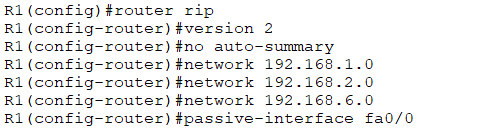 R1(config)#router rip
R1(config-router)#version 2
R1(config-router)#no auto-summary
R1(config-router)#network 192.168.1.0
R1(config-router)#network 192.168.2.0
R1(config-router)#network 192.168.6.0
R1(config-router)#passive-interface fa0/0